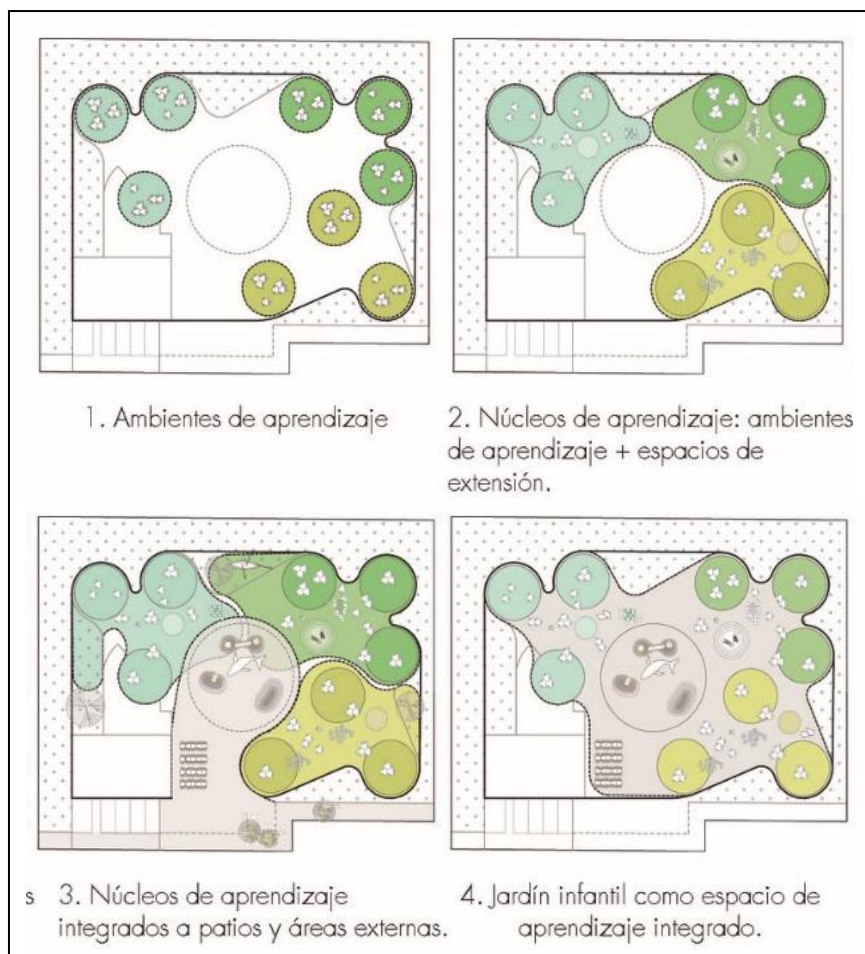 1. Ambientes de aprendizaje
2. Núcleos de aprendizaje: ambientes
de aprendizaje + espacios de
extensión.
s
3. Núcleos de aprendizaje
integrados a patios y áreas externas.
4. Jardín infantil como espacio de
aprendizaje integrado.